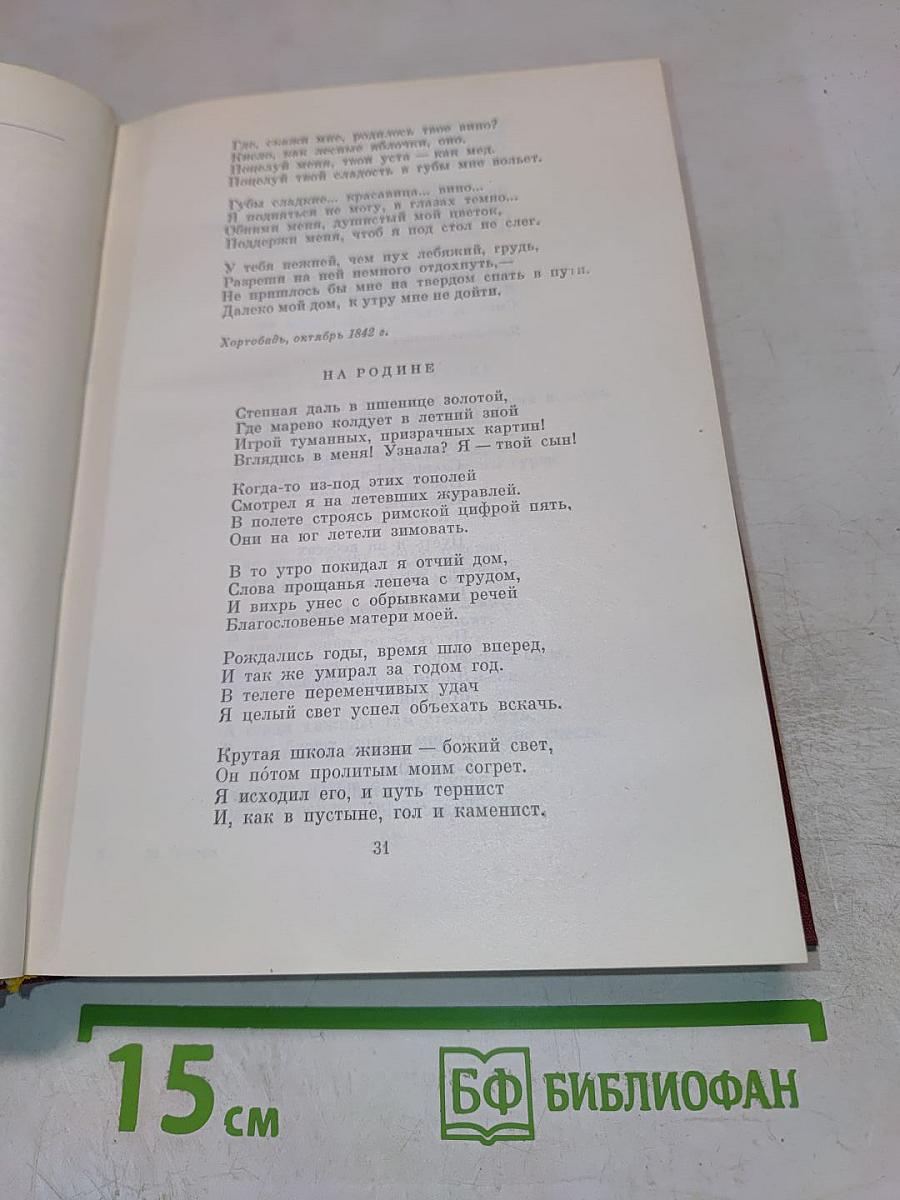 Где, скажи мне, родилось твое вино?
Кисло, как лесные яблочки, оно.
Поцелуй меня, твои уста — как мед.
Поцелуй твой сладость в губы мне вольет.
Губы сладкие... красавица... вино...
Я подняться не могу, в глазах темно...
Обними меня, душистый мой цветок,
Поддержи меня, чтоб я под стол не слег.
У тебя нежней, чем пух лебяжий, грудь,
Разреши на ней немного отдохнуть,—
Не пришлось бы мне на твердом спать в пути.
Далеко мой дом, к утру мне не дойти.
Хортобадь, октябрь 1842 г.
НА РОДИНЕ
Степная даль в пшенице золотой,
Где марево колдует в летний зной
Игрой туманных, призрачных картин!
Вглядись в меня! Узнала? Я — твой сын!
Когда-то из-под этих тополей
Смотрел я на летевших журавлей.
В полете строясь римской цифрой пять,
Они на юг летели зимовать.
В то утро покидал я отчий дом,
Слова прощанья лепеча с трудом,
И вихрь унес с обрывками речей
Благословенье матери моей.
Рождались годы, время шло вперед,
И так же умирал за годом год.
В телеге переменчивых удач
Я целый свет успел объехать вскачь.
Крутая школа жизни — божий свет,
Он по́том пролитым моим согрет.
Я исходил его, и путь тернист
И, как в пустыне, гол и каменист.
31
15 см
БФ БИБЛИОФАН